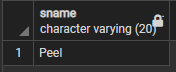 sname
character varying (20)
1 Peel